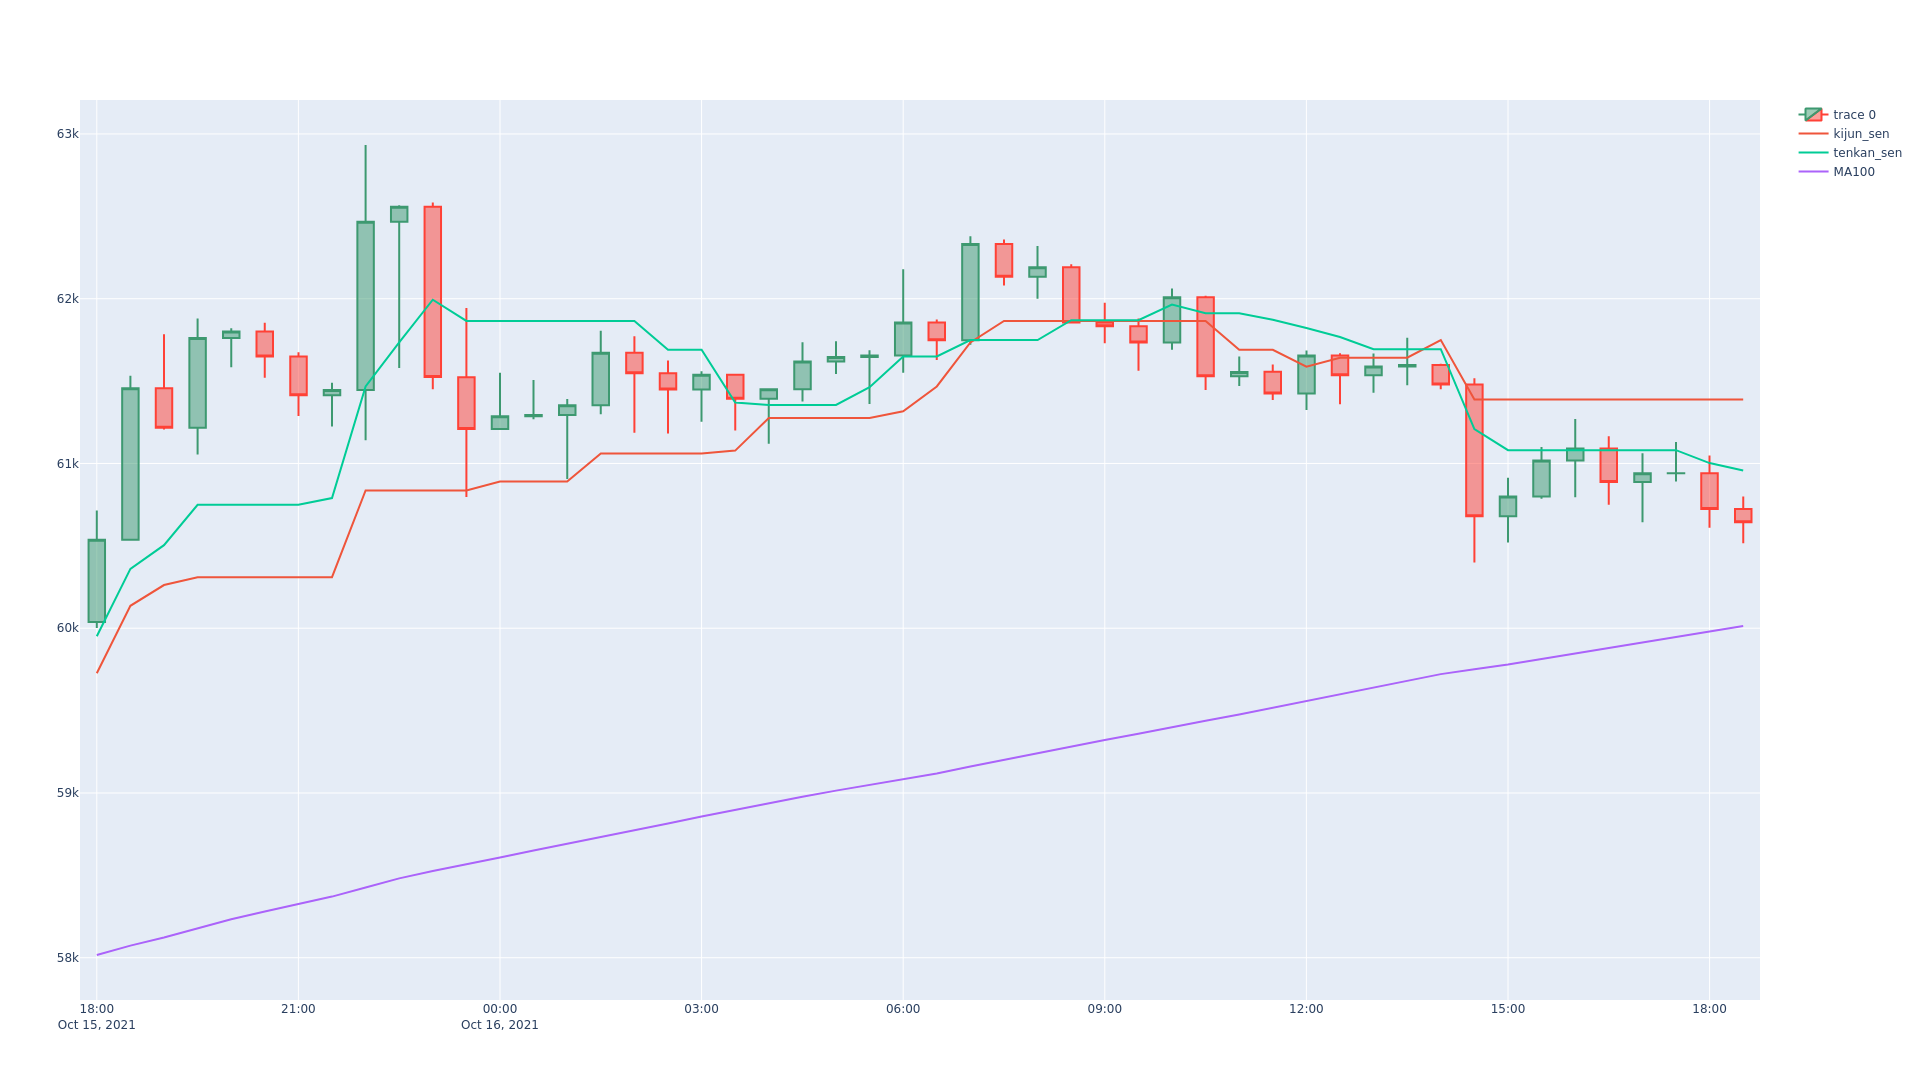 63k
62k
61k
60k
59k
58k
18:00
Oct 15, 2021
21:00
00:00
Oct 16, 2021
03:00
06:00
09:00
12:00
15:00
18:00
trace 0
kijun_sen
tenkan_sen
MA100